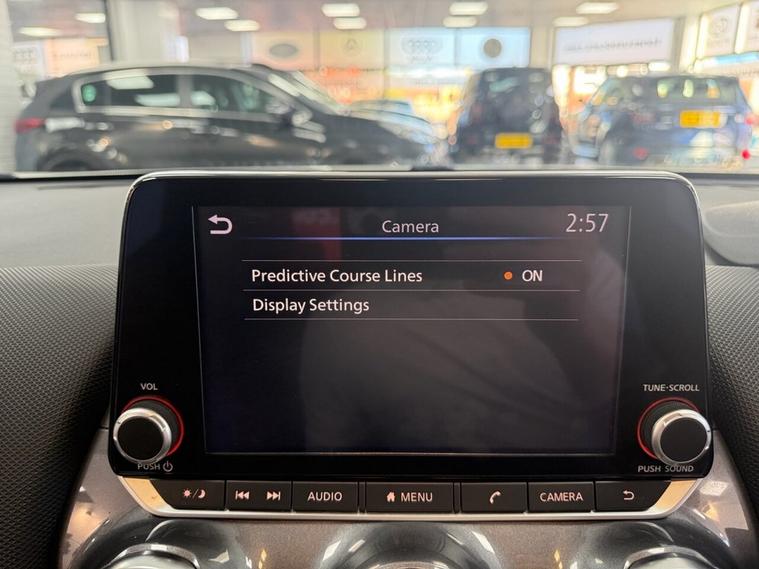 Camera
2:57
Predictive Course Lines ON
Display Settings
VOL
TUNE·SCROLL
PUSH
PUSH SOUND
AUDIO
MENU
CAMERA